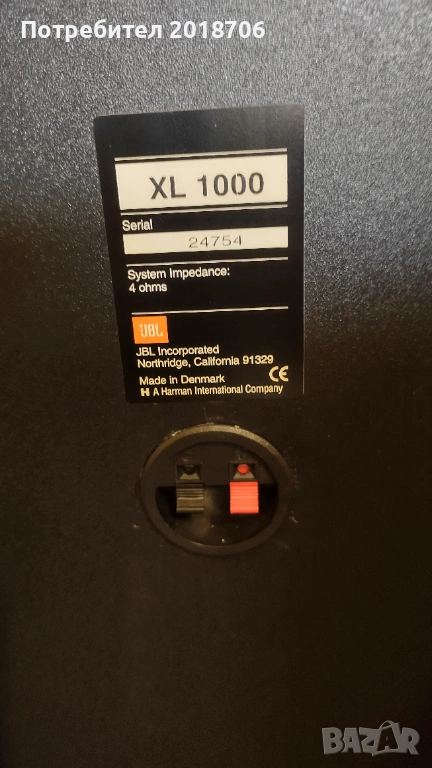 Потребител 2018706
XL 1000
Serial
24754
System Impedance:
4 ohms
JBL
JBL Incorporated
Northridge, California 91329
Made in Denmark CE
H A Harman International Company
BAZAR